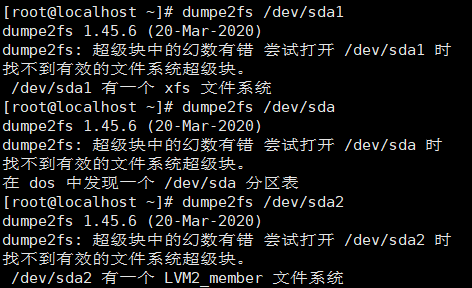 [root@localhost ~]# dumpe2fs /dev/sda1
dumpe2fs 1.45.6 (20-Mar-2020)
dumpe2fs: 超级块中的幻数有错 尝试打开 /dev/sda1 时
找不到有效的文件系统超级块。
 /dev/sda1 有一个 xfs 文件系统
[root@localhost ~]# dumpe2fs /dev/sda
dumpe2fs 1.45.6 (20-Mar-2020)
dumpe2fs: 超级块中的幻数有错 尝试打开 /dev/sda 时
找不到有效的文件系统超级块。
在 dos 中发现一个 /dev/sda 分区表
[root@localhost ~]# dumpe2fs /dev/sda2
dumpe2fs 1.45.6 (20-Mar-2020)
dumpe2fs: 超级块中的幻数有错 尝试打开 /dev/sda2 时
找不到有效的文件系统超级块。
 /dev/sda2 有一个 LVM2_member 文件系统